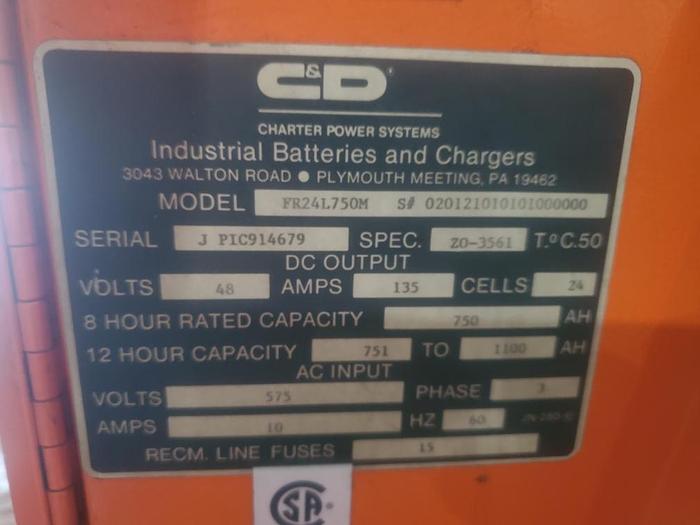 C&D
CHARTER POWER SYSTEMS
Industrial Batteries and Chargers
3043 WALTON ROAD ● PLYMOUTH MEETING, PA 19462
MODEL FR24L750M S# 020121010101000000
SERIAL J PIC914679 SPEC. ZO-3561 T.°C.50
DC OUTPUT
VOLTS 48 AMPS 135 CELLS 24
8 HOUR RATED CAPACITY 750 AH
12 HOUR CAPACITY 751 TO 1100 AH
AC INPUT
VOLTS 575 PHASE 3
AMPS 10 HZ 60
RECM. LINE FUSES 15
CSA